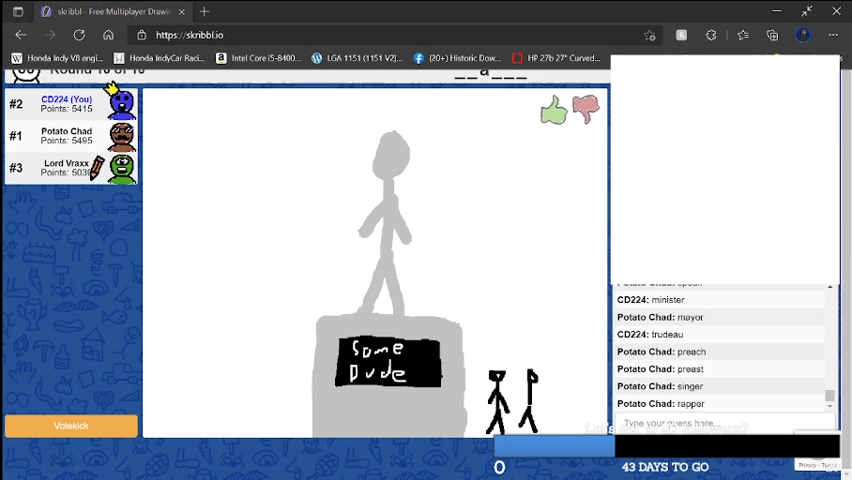 skribbl - Free Multiplayer Drawin
https://skribbl.io
Honda Indy V8 engi...
Honda IndyCar Raci...
Intel Core i5-8400...
LGA 1151 (1151 V2)...
(20+) Historic Dow...
HP 27b 27" Curved...
__a___
#2 CD224 (You)
Points: 5415
#1 Potato Chad
Points: 5495
#3 Lord Vraxx
Points: 5030
Some
Dude
CD224: minister
Potato Chad: mayor
CD224: trudeau
Potato Chad: preach
Potato Chad: preast
Potato Chad: singer
Potato Chad: rapper
Type your guess here...
Votekick
0
43 DAYS TO GO